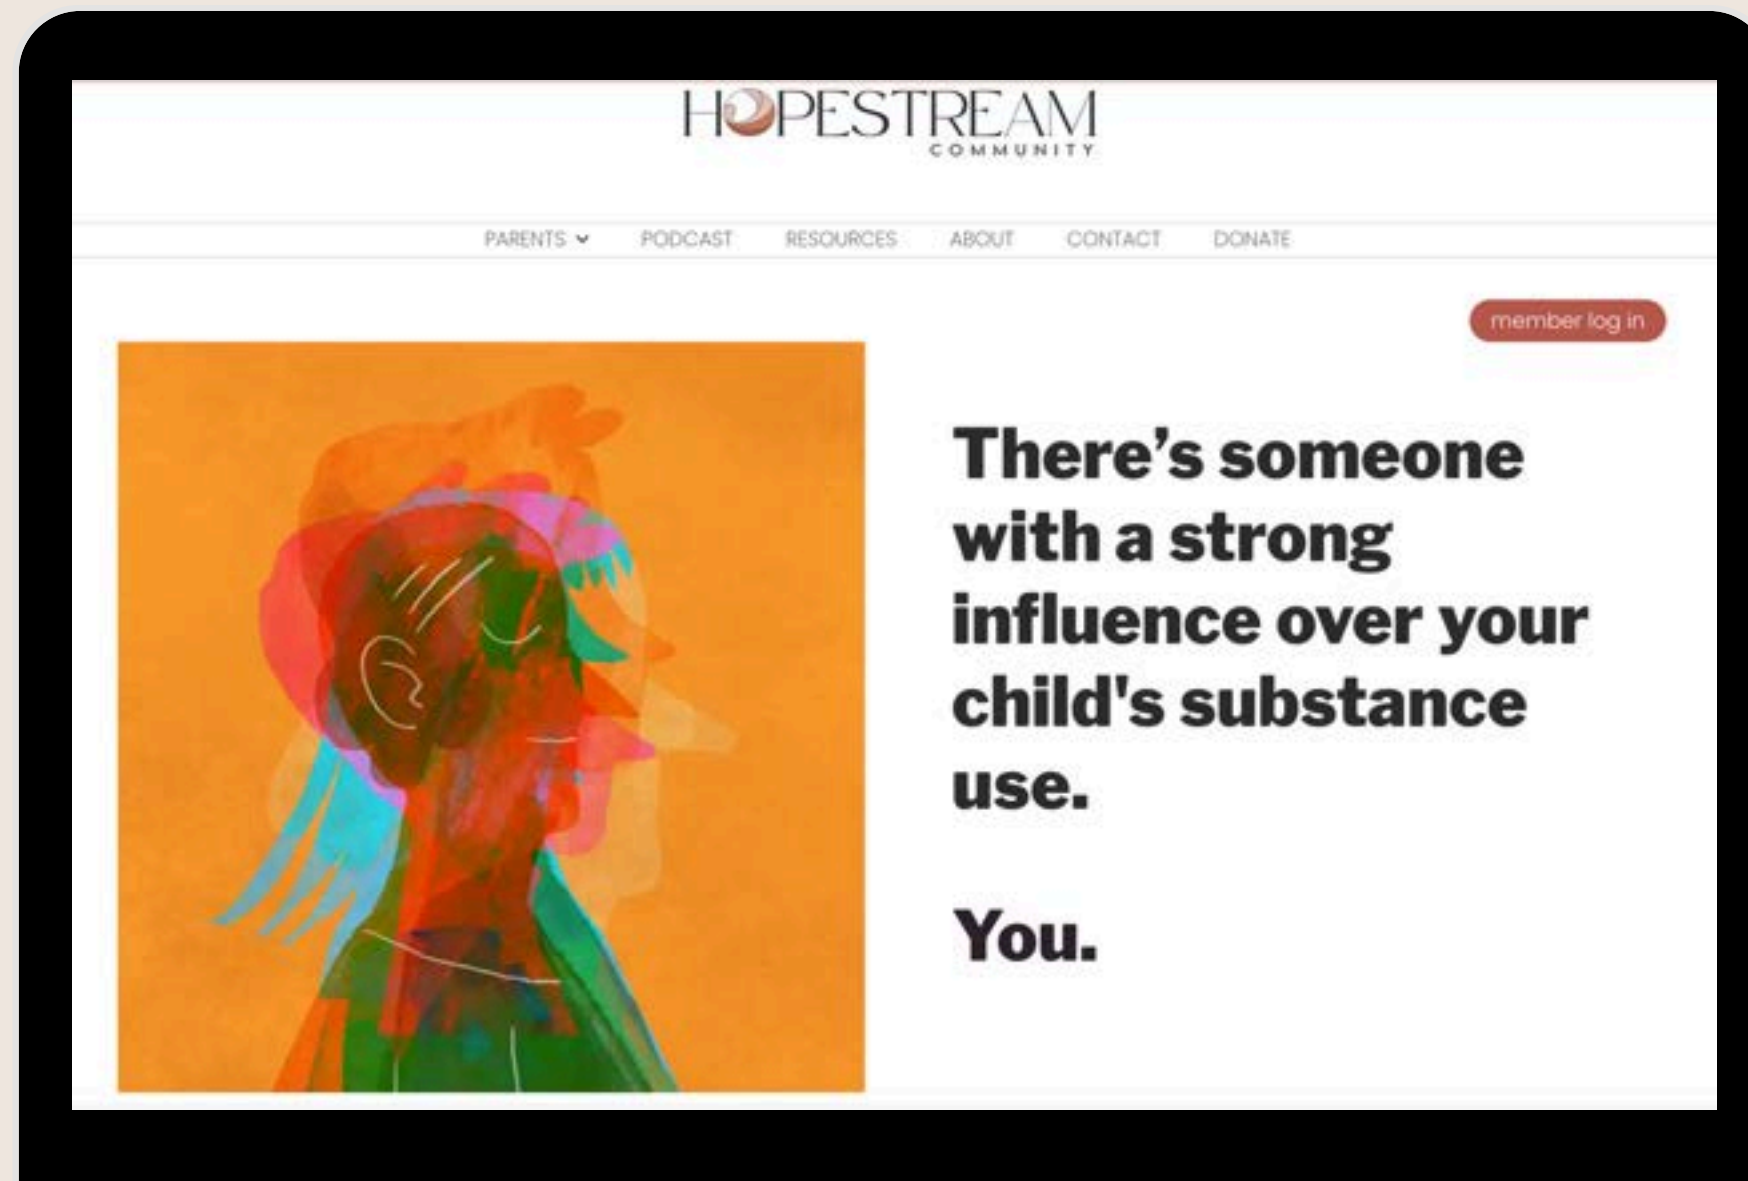 HOPESTREAM
COMMUNITY
PARENTS PODCAST RESOURCES ABOUT CONTACT DONATE
member log in
There’s someone
with a strong
influence over your
child's substance
use.
You.